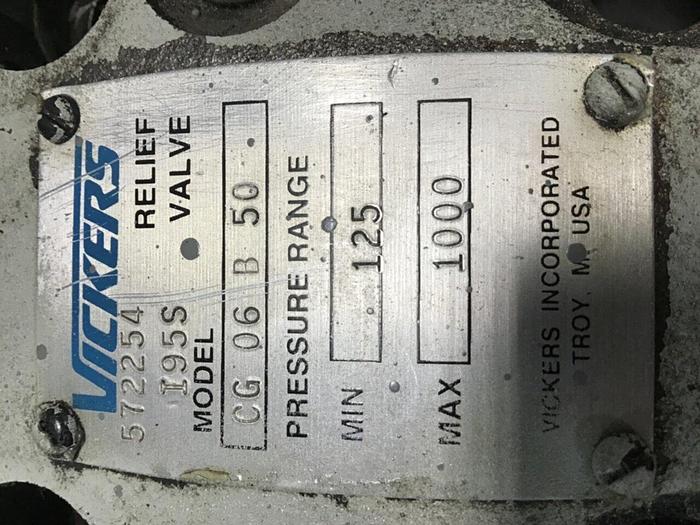 VICKERS
572254 RELIEF
I95S VALVE
MODEL
CG 06 B 50
PRESSURE RANGE
MIN 125
MAX 1000
VICKERS INCORPORATED
TROY, MI USA